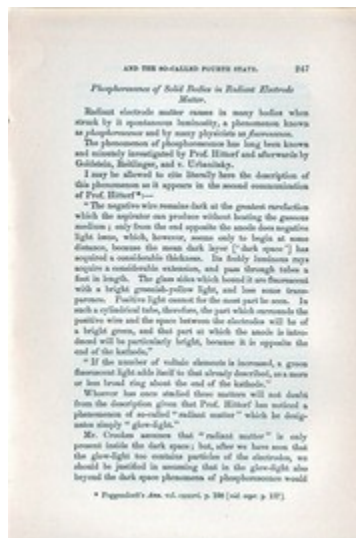 AND THE SO-CALLED FOURTH STATE. 247
Phosphorescence of Solid Bodies in Radiant Electrode
Matter.
Radiant electrode matter causes in many bodies when
struck by it spontaneous luminosity, a phenomenon known
as phosphorescence and by many physicists as fluorescence.
The phenomenon of phosphorescence has long been known
and minutely investigated by Prof. Hittorf and afterwards by
Goldstein, Reitlinger, and v. Urbanitzky.
I may be allowed to cite literally here the description of
this phenomenon as it appears in the second communication
of Prof. Hittorf*:—
"The negative wire remains dark at the greatest rarefaction
which the aspirator can produce without heating the gaseous
medium; only from the end opposite the anode does negative
light issue, which, however, seems only to begin at some
distance, because the mean dark layer ['dark space'] has
acquired a considerable thickness. Its feebly luminous rays
acquire a considerable extension, and pass through tubes a
foot in length. The glass sides which bound it are fluorescent
with a bright greenish-yellow light, and lose some trans-
parence. Positive light cannot for the most part be seen. In
such a cylindrical tube, therefore, the part which surrounds the
positive wire and the space between the electrodes will be of
a bright green, and that part at which the anode is intro-
duced will be particularly bright, because it is opposite the
end of the kathode."
"If the number of voltaic elements is increased, a green
fluorescent light adds itself to that already described, as a more
or less broad ring about the end of the kathode."
Whoever has once studied these matters will not doubt
from the description given that Prof. Hittorf has noticed a
phenomenon of so-called "radiant matter" which he desig-
nates simply "glow-light."
Mr. Crookes assumes that "radiant matter" is only
present inside the dark space; but, after we have seen that
the glow-light too contains particles of the electrodes, we
should be justified in assuming that in the glow-light also
beyond the dark space phenomena of phosphorescence would
* Poggendorff's Ann. vol. p. 198 [vid. supr. p. 197].